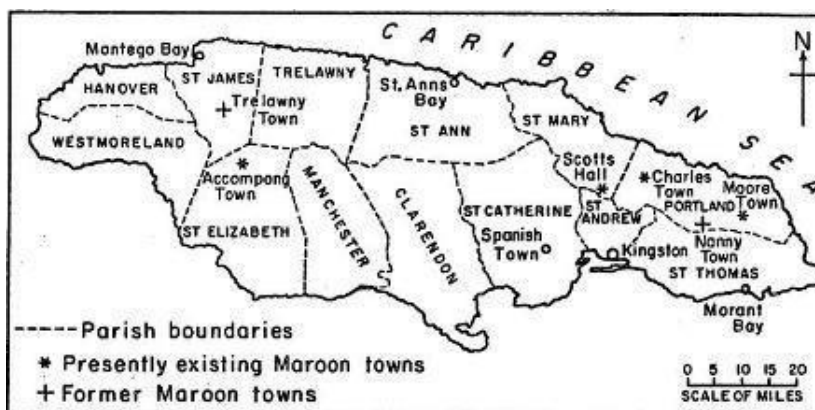 CARIBBEAN SEA
N
Montego Bay
HANOVER
ST JAMES
TRELAWNY
St. Anns
Bay
Trelawny
Town
WESTMORELAND
ST ANN
ST MARY
Scotts
Hall
Charles
Town
Moore
Town
PORTLAND
Accompong
Town
MANCHESTER
CLARENDON
ST CATHERINE
ST
ANDREW
Nanny
Town
ST ELIZABETH
Spanish
Town
Kingston
ST THOMAS
Morant
Bay
Parish boundaries
* Presently existing Maroon towns
+ Former Maroon towns
0 5 10 20
SCALE OF MILES